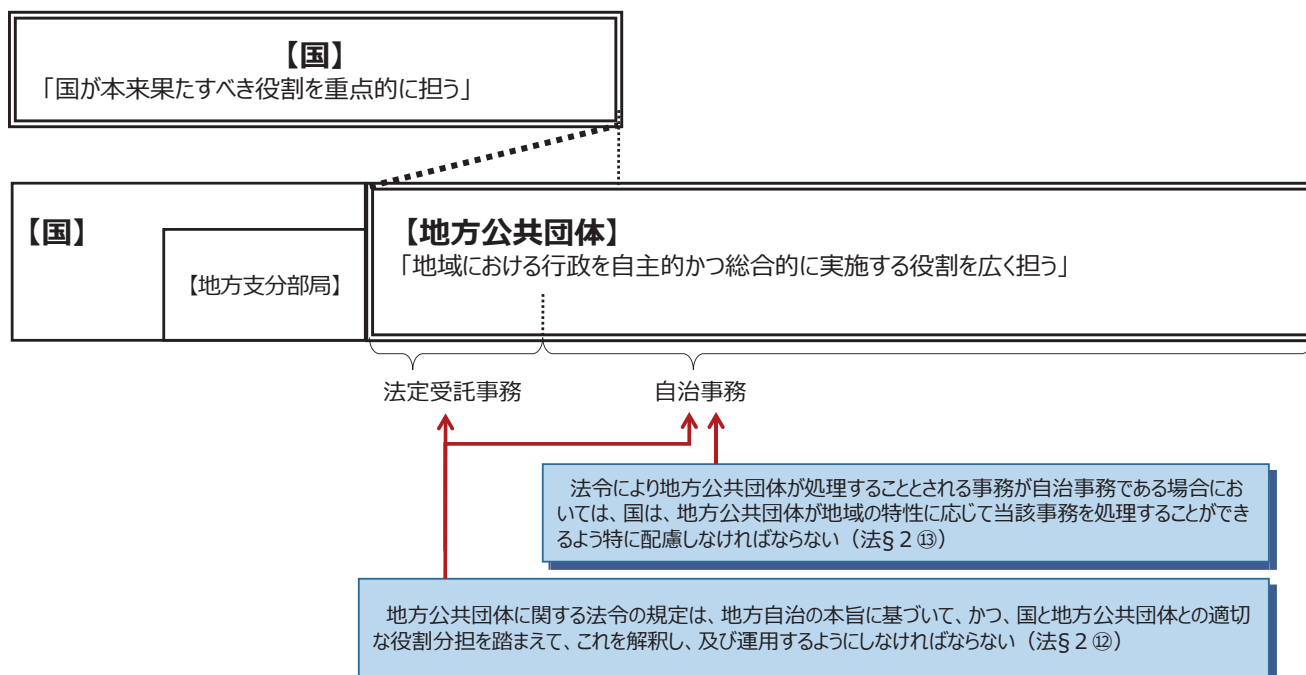 【国】
「国が本来果たすべき役割を重点的に担う」
【国】
【地方支分部局】
【地方公共団体】
「地域における行政を自主的かつ総合的に実施する役割を広く担う」
法定受託事務
自治事務
法令により地方公共団体が処理することとされる事務が自治事務である場合にお
いては、国は、地方公共団体が地域の特性に応じて当該事務を処理することができ
るよう特に配慮しなければならない（法§２⑬）
地方公共団体に関する法令の規定は、地方自治の本旨に基づいて、かつ、国と地方公共団体との適切
な役割分担を踏まえて、これを解釈し、及び運用するようにしなければならない（法§２⑫）